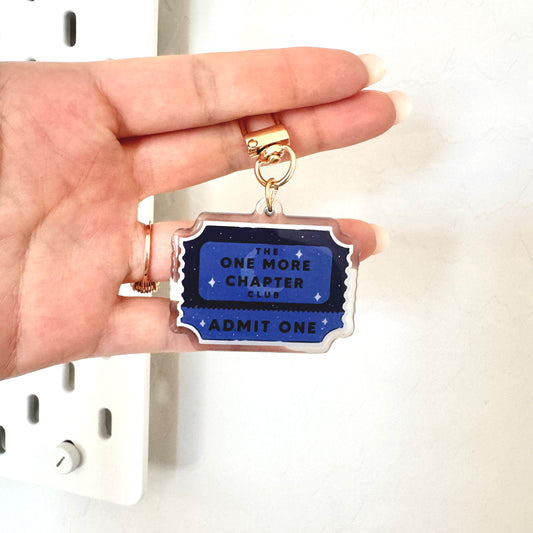 THE
ONE MORE
CHAPTER
CLUB
ADMIT ONE